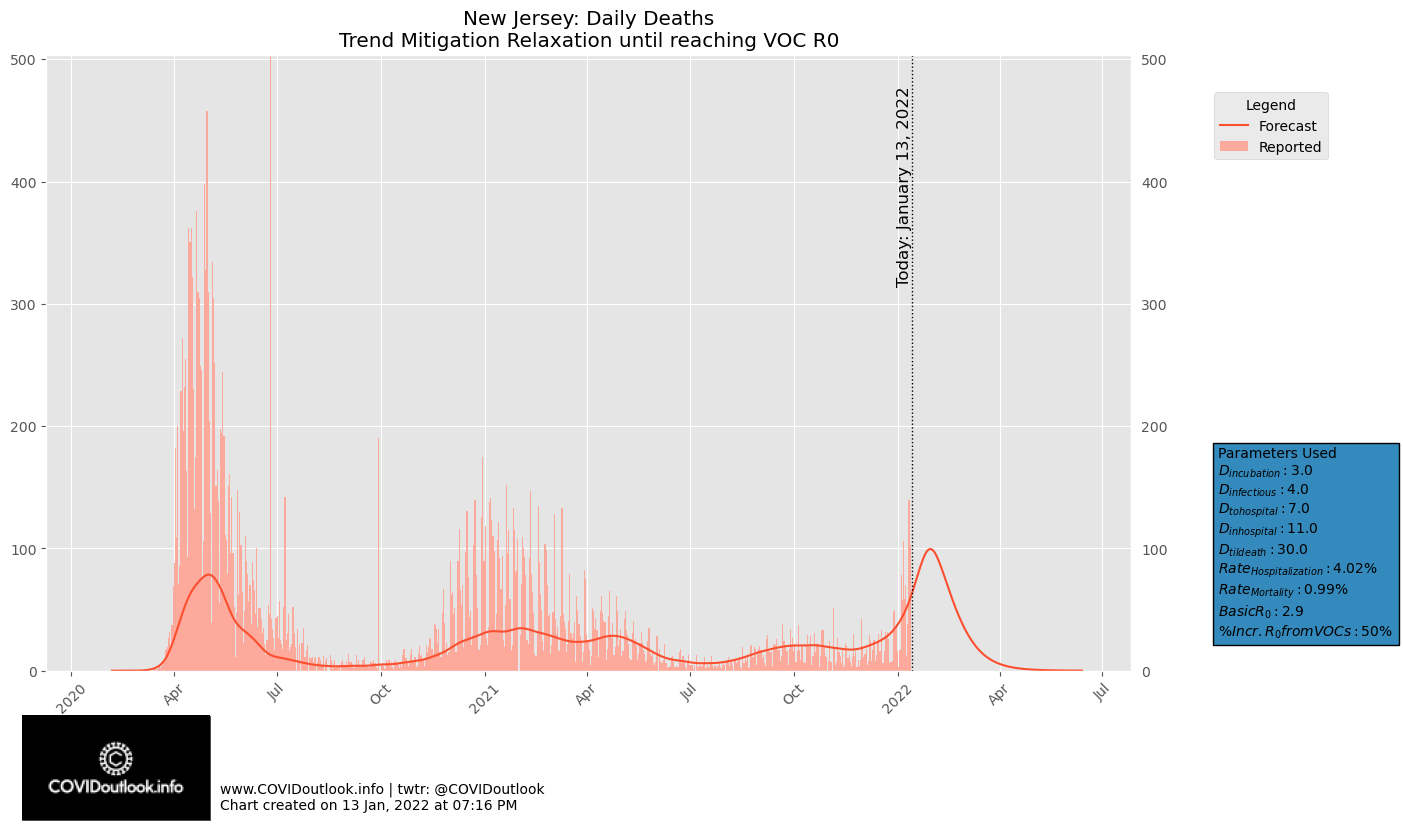 New Jersey: Daily Deaths
Trend Mitigation Relaxation until reaching VOC R0
500
400
300
200
100
0
500
400
300
200
100
0
Today: January 13, 2022
2020
Apr
Jul
Oct
2021
Apr
Jul
Oct
2022
Apr
Jul
Legend
Forecast
Reported
Parameters Used
D_incubation : 3.0
D_infectious : 4.0
D_tohospital : 7.0
D_inhospital : 11.0
D_tildeath : 30.0
Rate_Hospitalization : 4.02%
Rate_Mortality : 0.99%
BasicR_0 : 2.9
%Incr.R_0fromVOCs : 50%
COVIDoutlook.info
www.COVIDoutlook.info | twtr: @COVIDoutlook
Chart created on 13 Jan, 2022 at 07:16 PM